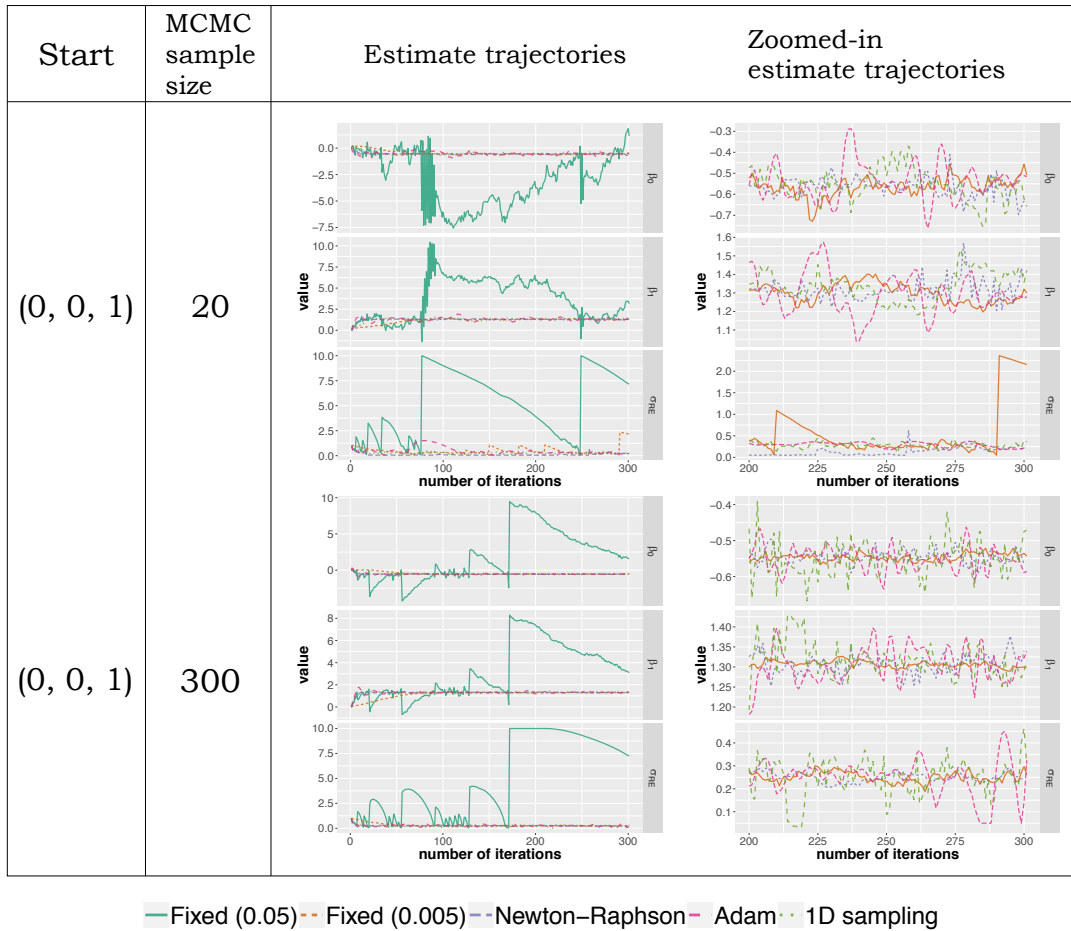 Start
MCMC
sample
size
Estimate trajectories
Zoomed-in
estimate trajectories
(0, 0, 1)
20
value
0.0
−2.5
−5.0
−7.5
β0
10.0
7.5
5.0
2.5
0.0
β1
10.0
7.5
5.0
2.5
0.0
σRE
0 100 200 300
number of iterations
value
−0.3
−0.4
−0.5
−0.6
−0.7
β0
1.6
1.5
1.4
1.3
1.2
1.1
β1
2.0
1.5
1.0
0.5
0.0
σRE
200 225 250 275 300
number of iterations
(0, 0, 1)
300
value
10
5
0
β0
8
6
4
2
0
β1
10.0
7.5
5.0
2.5
0.0
σRE
0 100 200 300
number of iterations
value
−0.4
−0.5
−0.6
β0
1.40
1.35
1.30
1.25
1.20
β1
0.4
0.3
0.2
0.1
σRE
200 225 250 275 300
number of iterations
Fixed (0.05) Fixed (0.005) Newton−Raphson Adam 1D sampling